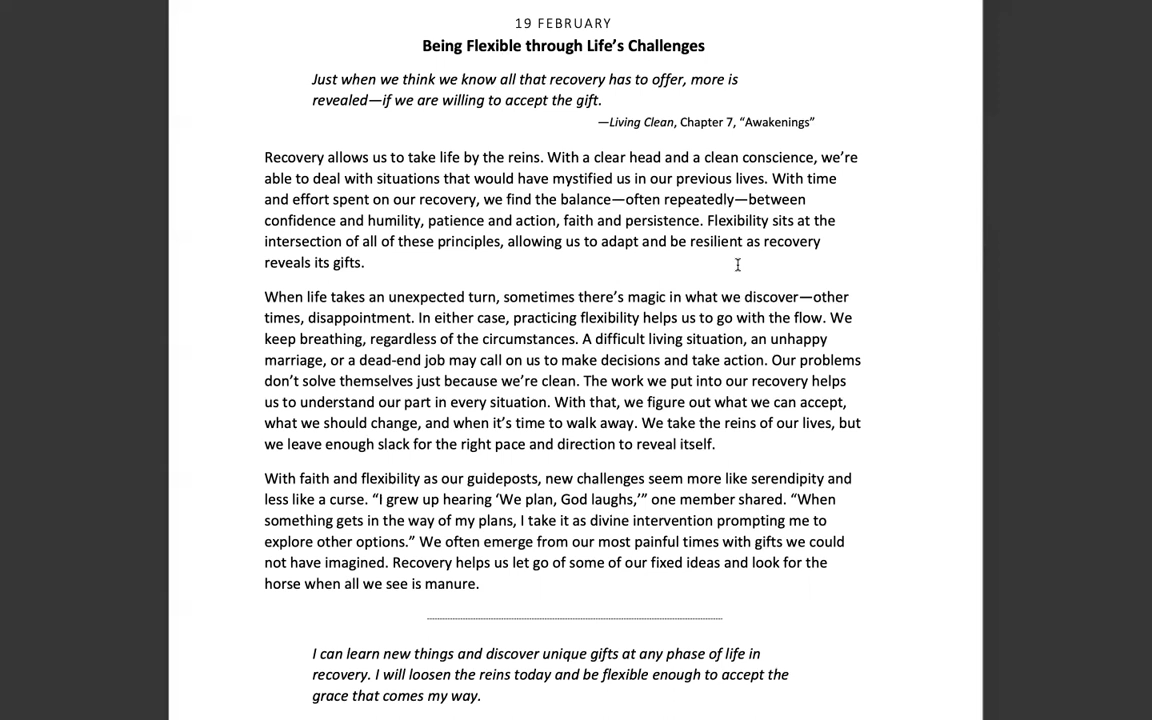 19 FEBRUARY
Being Flexible through Life’s Challenges
Just when we think we know all that recovery has to offer, more is
revealed—if we are willing to accept the gift.
—Living Clean, Chapter 7, “Awakenings”
Recovery allows us to take life by the reins. With a clear head and a clean conscience, we’re
able to deal with situations that would have mystified us in our previous lives. With time
and effort spent on our recovery, we find the balance—often repeatedly—between
confidence and humility, patience and action, faith and persistence. Flexibility sits at the
intersection of all of these principles, allowing us to adapt and be resilient as recovery
reveals its gifts.
When life takes an unexpected turn, sometimes there’s magic in what we discover—other
times, disappointment. In either case, practicing flexibility helps us to go with the flow. We
keep breathing, regardless of the circumstances. A difficult living situation, an unhappy
marriage, or a dead-end job may call on us to make decisions and take action. Our problems
don’t solve themselves just because we’re clean. The work we put into our recovery helps
us to understand our part in every situation. With that, we figure out what we can accept,
what we should change, and when it’s time to walk away. We take the reins of our lives, but
we leave enough slack for the right pace and direction to reveal itself.
With faith and flexibility as our guideposts, new challenges seem more like serendipity and
less like a curse. “I grew up hearing ‘We plan, God laughs,’” one member shared. “When
something gets in the way of my plans, I take it as divine intervention prompting me to
explore other options.” We often emerge from our most painful times with gifts we could
not have imagined. Recovery helps us let go of some of our fixed ideas and look for the
horse when all we see is manure.
I can learn new things and discover unique gifts at any phase of life in
recovery. I will loosen the reins today and be flexible enough to accept the
grace that comes my way.